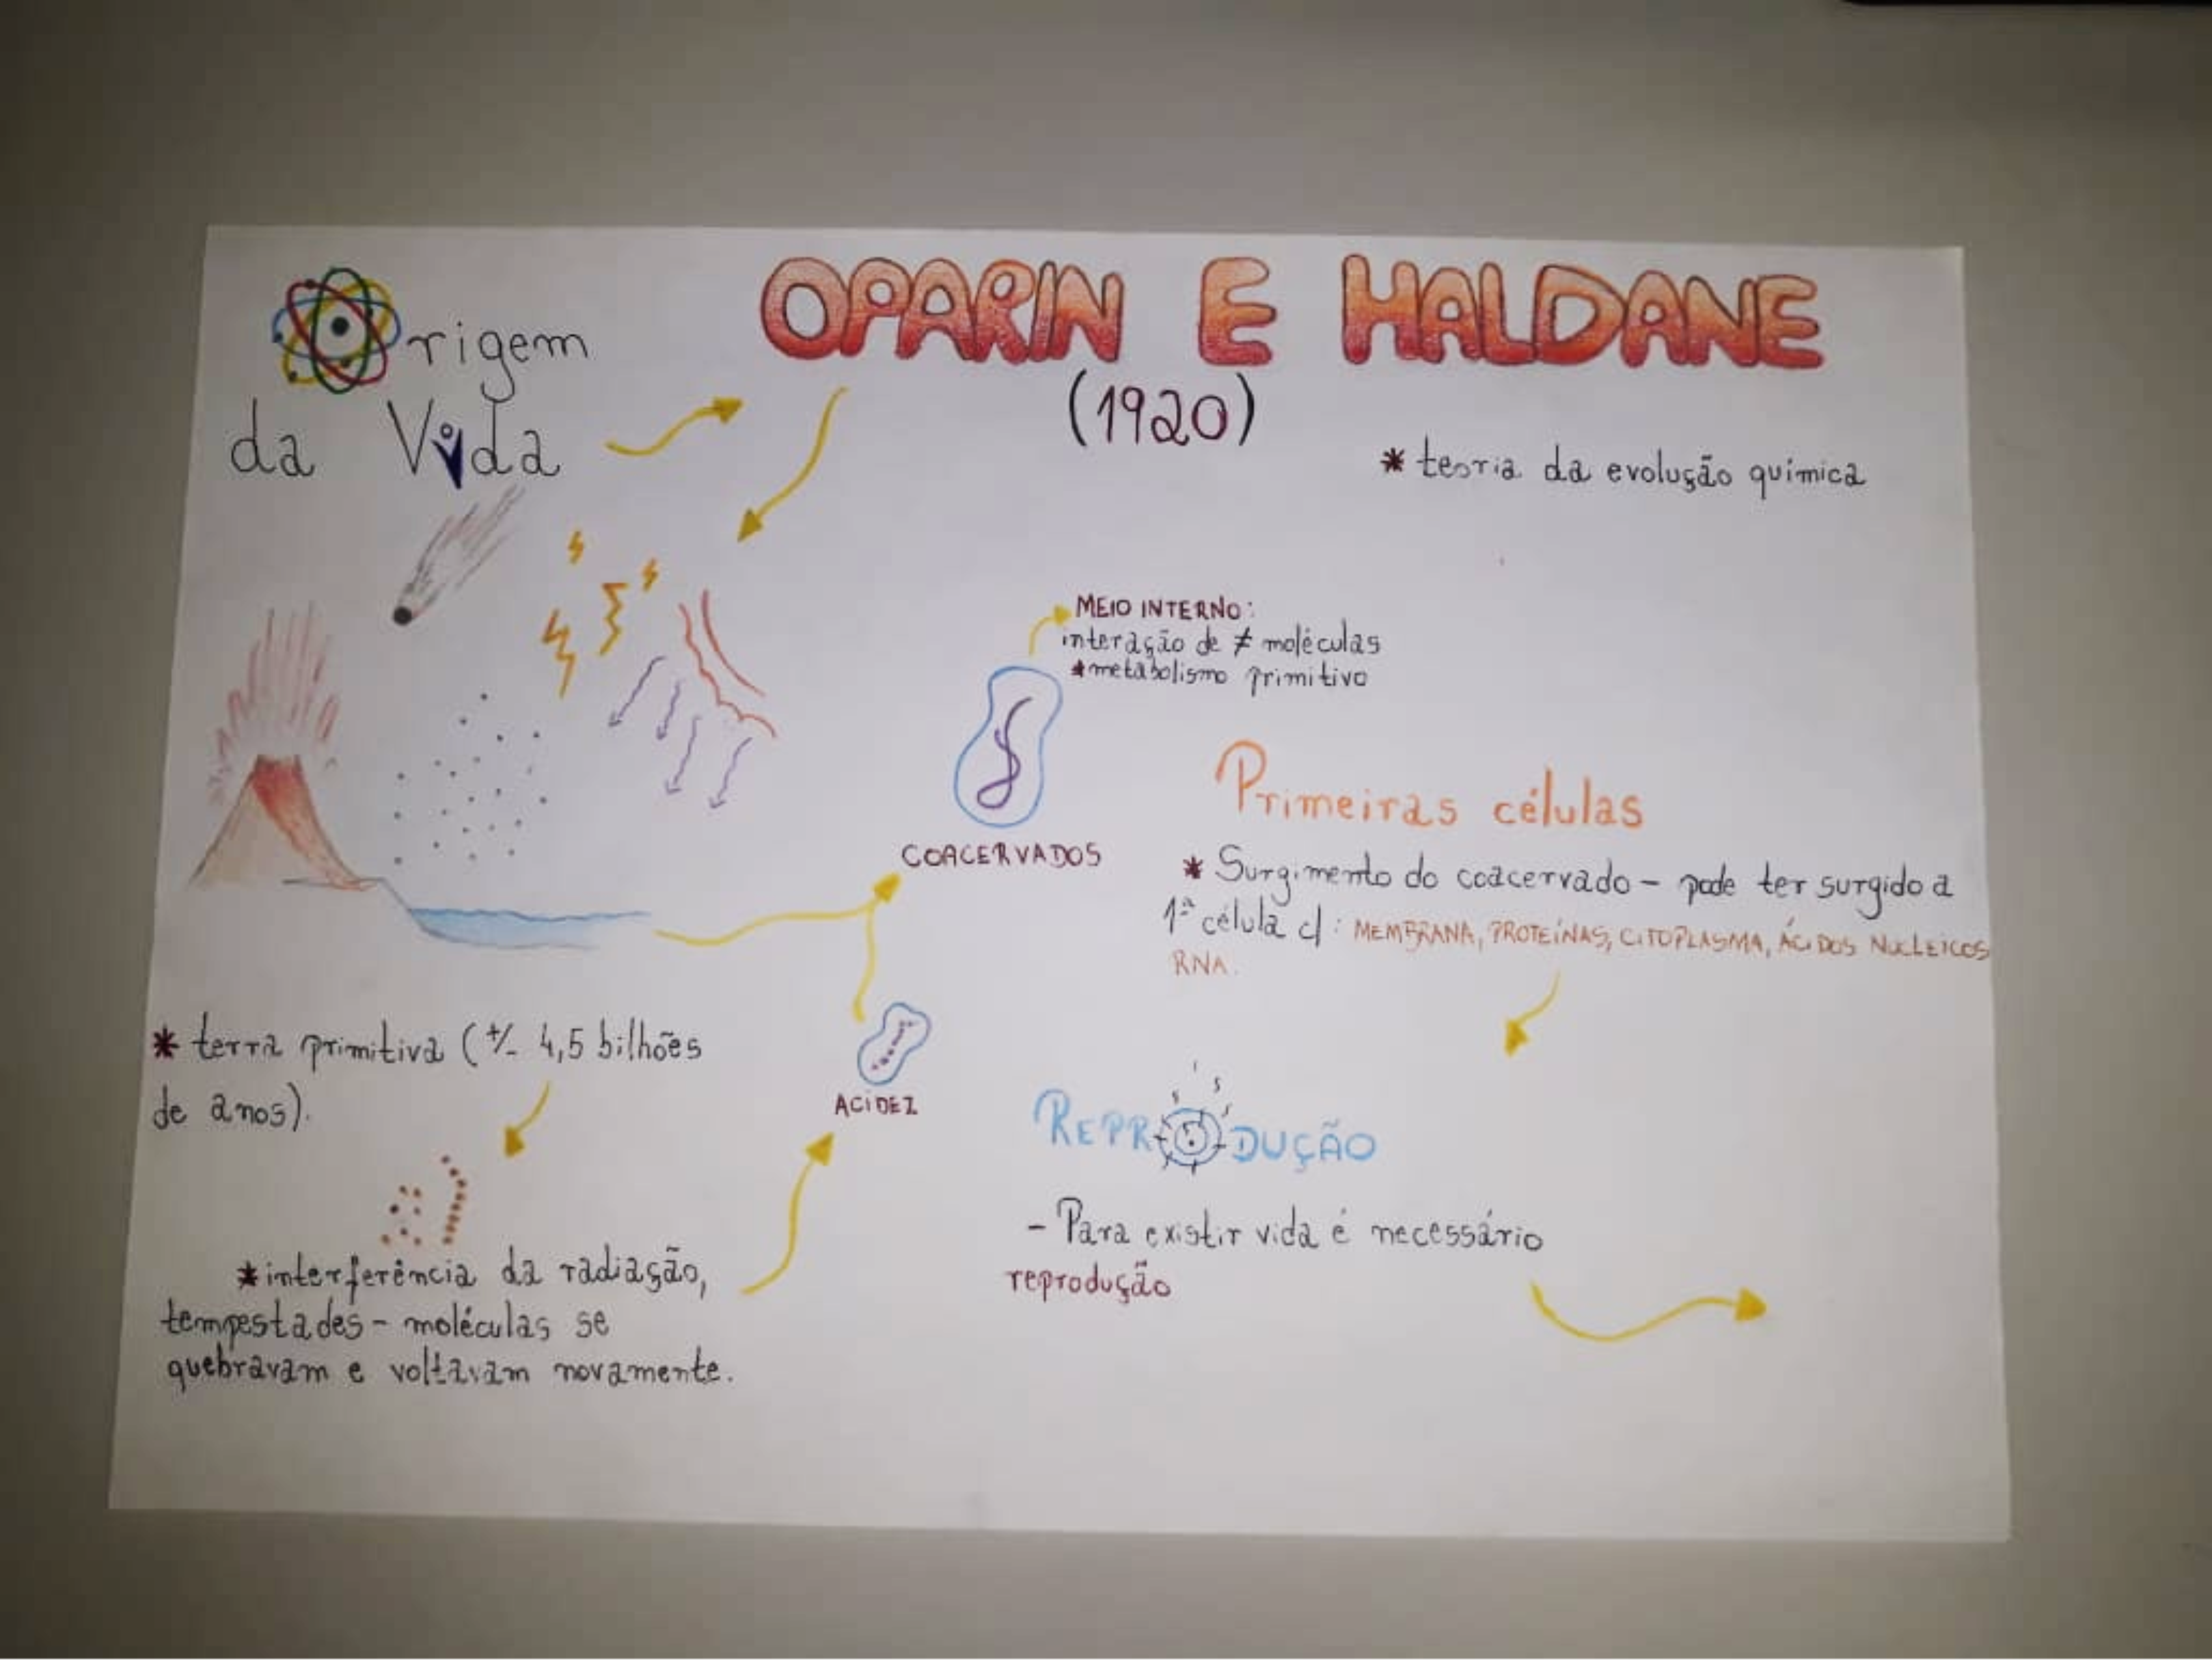 Origem
da Vida
OPARIN E HALDANE
(1920)
* teoria da evolução química
MEIO INTERNO:
interação de ≠ moléculas
*metabolismo primitivo
COACERVADOS
Primeiras células
* Surgimento do coacervado - pode ter surgido a
1ª célula c/: MEMBRANA, PROTEÍNAS, CITOPLASMA, ÁCIDOS NUCLEICOS
RNA.
* terra primitiva (+/- 4,5 bilhões
de anos).
ACIDEZ
*interferência da radiação,
tempestades - moléculas se
quebravam e voltavam novamente.
REPRODUÇÃO
- Para existir vida é necessário
reprodução